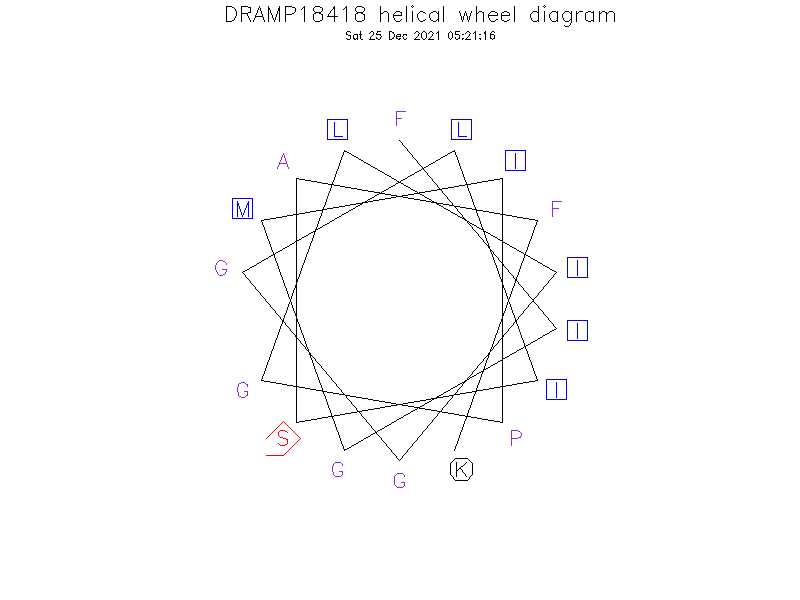 DRAMP18418 helical wheel diagram
Sat 25 Dec 2021 05:21:16
F
L L
A I
M F
G I
I
G I
S P
G K
G